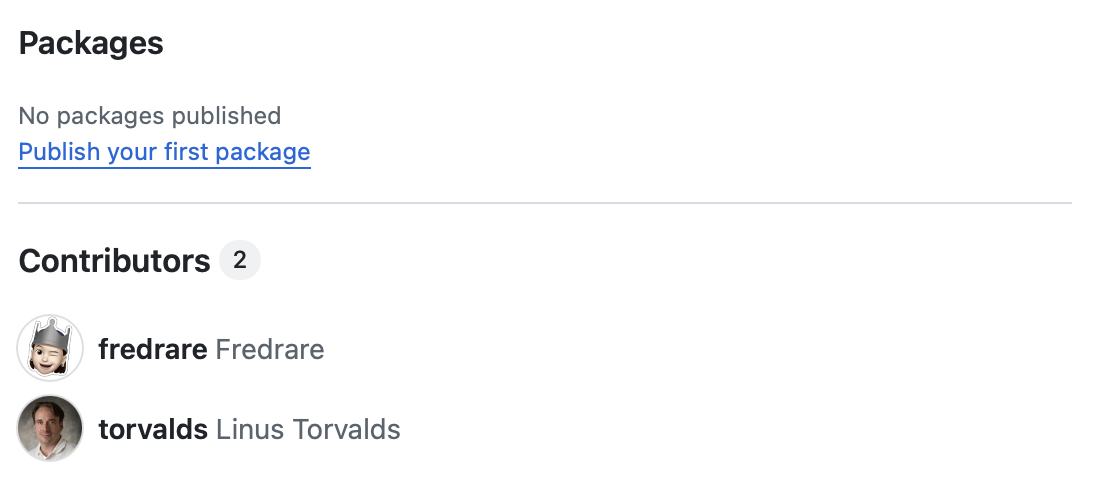 Packages
No packages published
Publish your first package
Contributors 2
fredrare Fredrare
torvalds Linus Torvalds